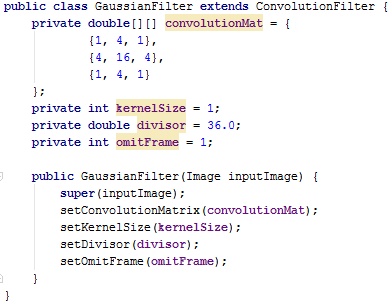 public class GaussianFilter extends ConvolutionFilter {
    private double[][] convolutionMat = {
            {1, 4, 1},
            {4, 16, 4},
            {1, 4, 1}
    };
    private int kernelSize = 1;
    private double divisor = 36.0;
    private int omitFrame = 1;

    public GaussianFilter(Image inputImage) {
        super(inputImage);
        setConvolutionMatrix(convolutionMat);
        setKernelSize(kernelSize);
        setDivisor(divisor);
        setOmitFrame(omitFrame);
    }
}